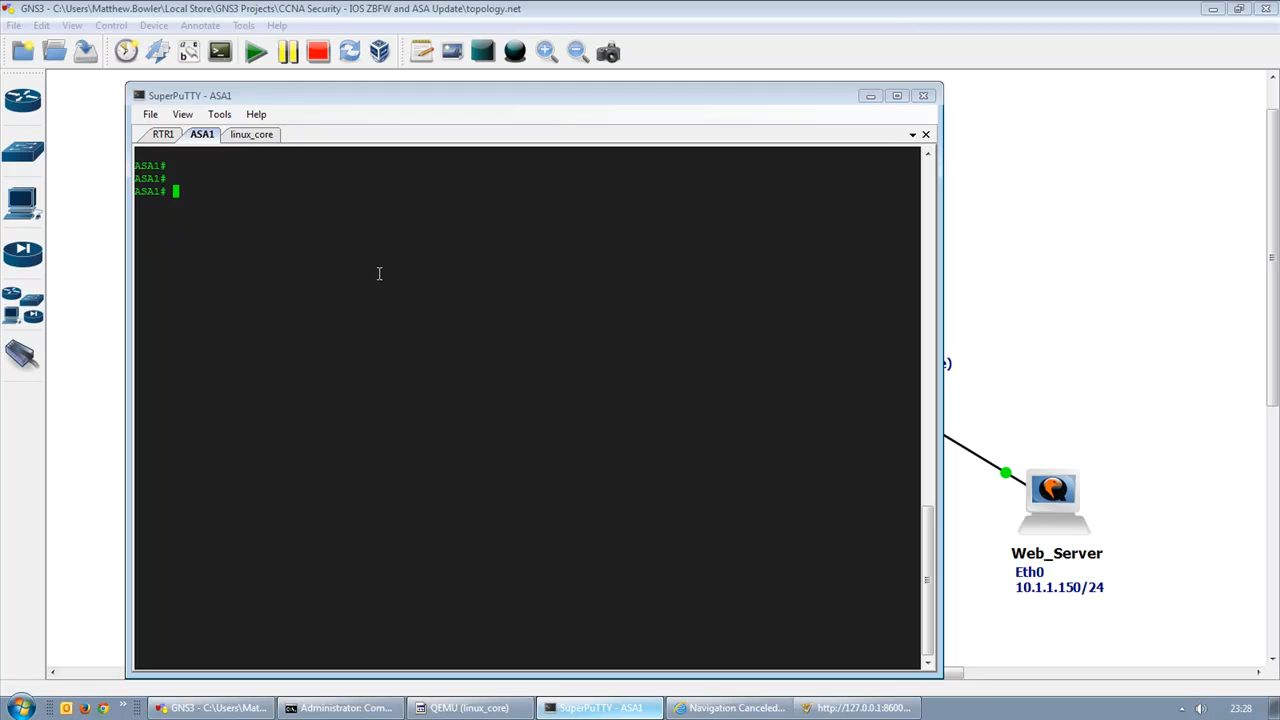 GNS3 - C:\Users\Matthew.Bowler\Local Store\GNS3 Projects\CCNA Security - IOS ZBFW and ASA Update\topology.net
File Edit View Control Device Annotate Tools Help
SuperPuTTY - ASA1
File View Tools Help
RTR1 ASA1 linux_core
ASA1#
ASA1#
ASA1#
e)
Web_Server
Eth0
10.1.1.150/24
GNS3 - C:\Users\Mat... Administrator: Com... QEMU (linux_core) SuperPuTTY - ASA1 Navigation Canceled... http://127.0.0.1:8600... 23:28